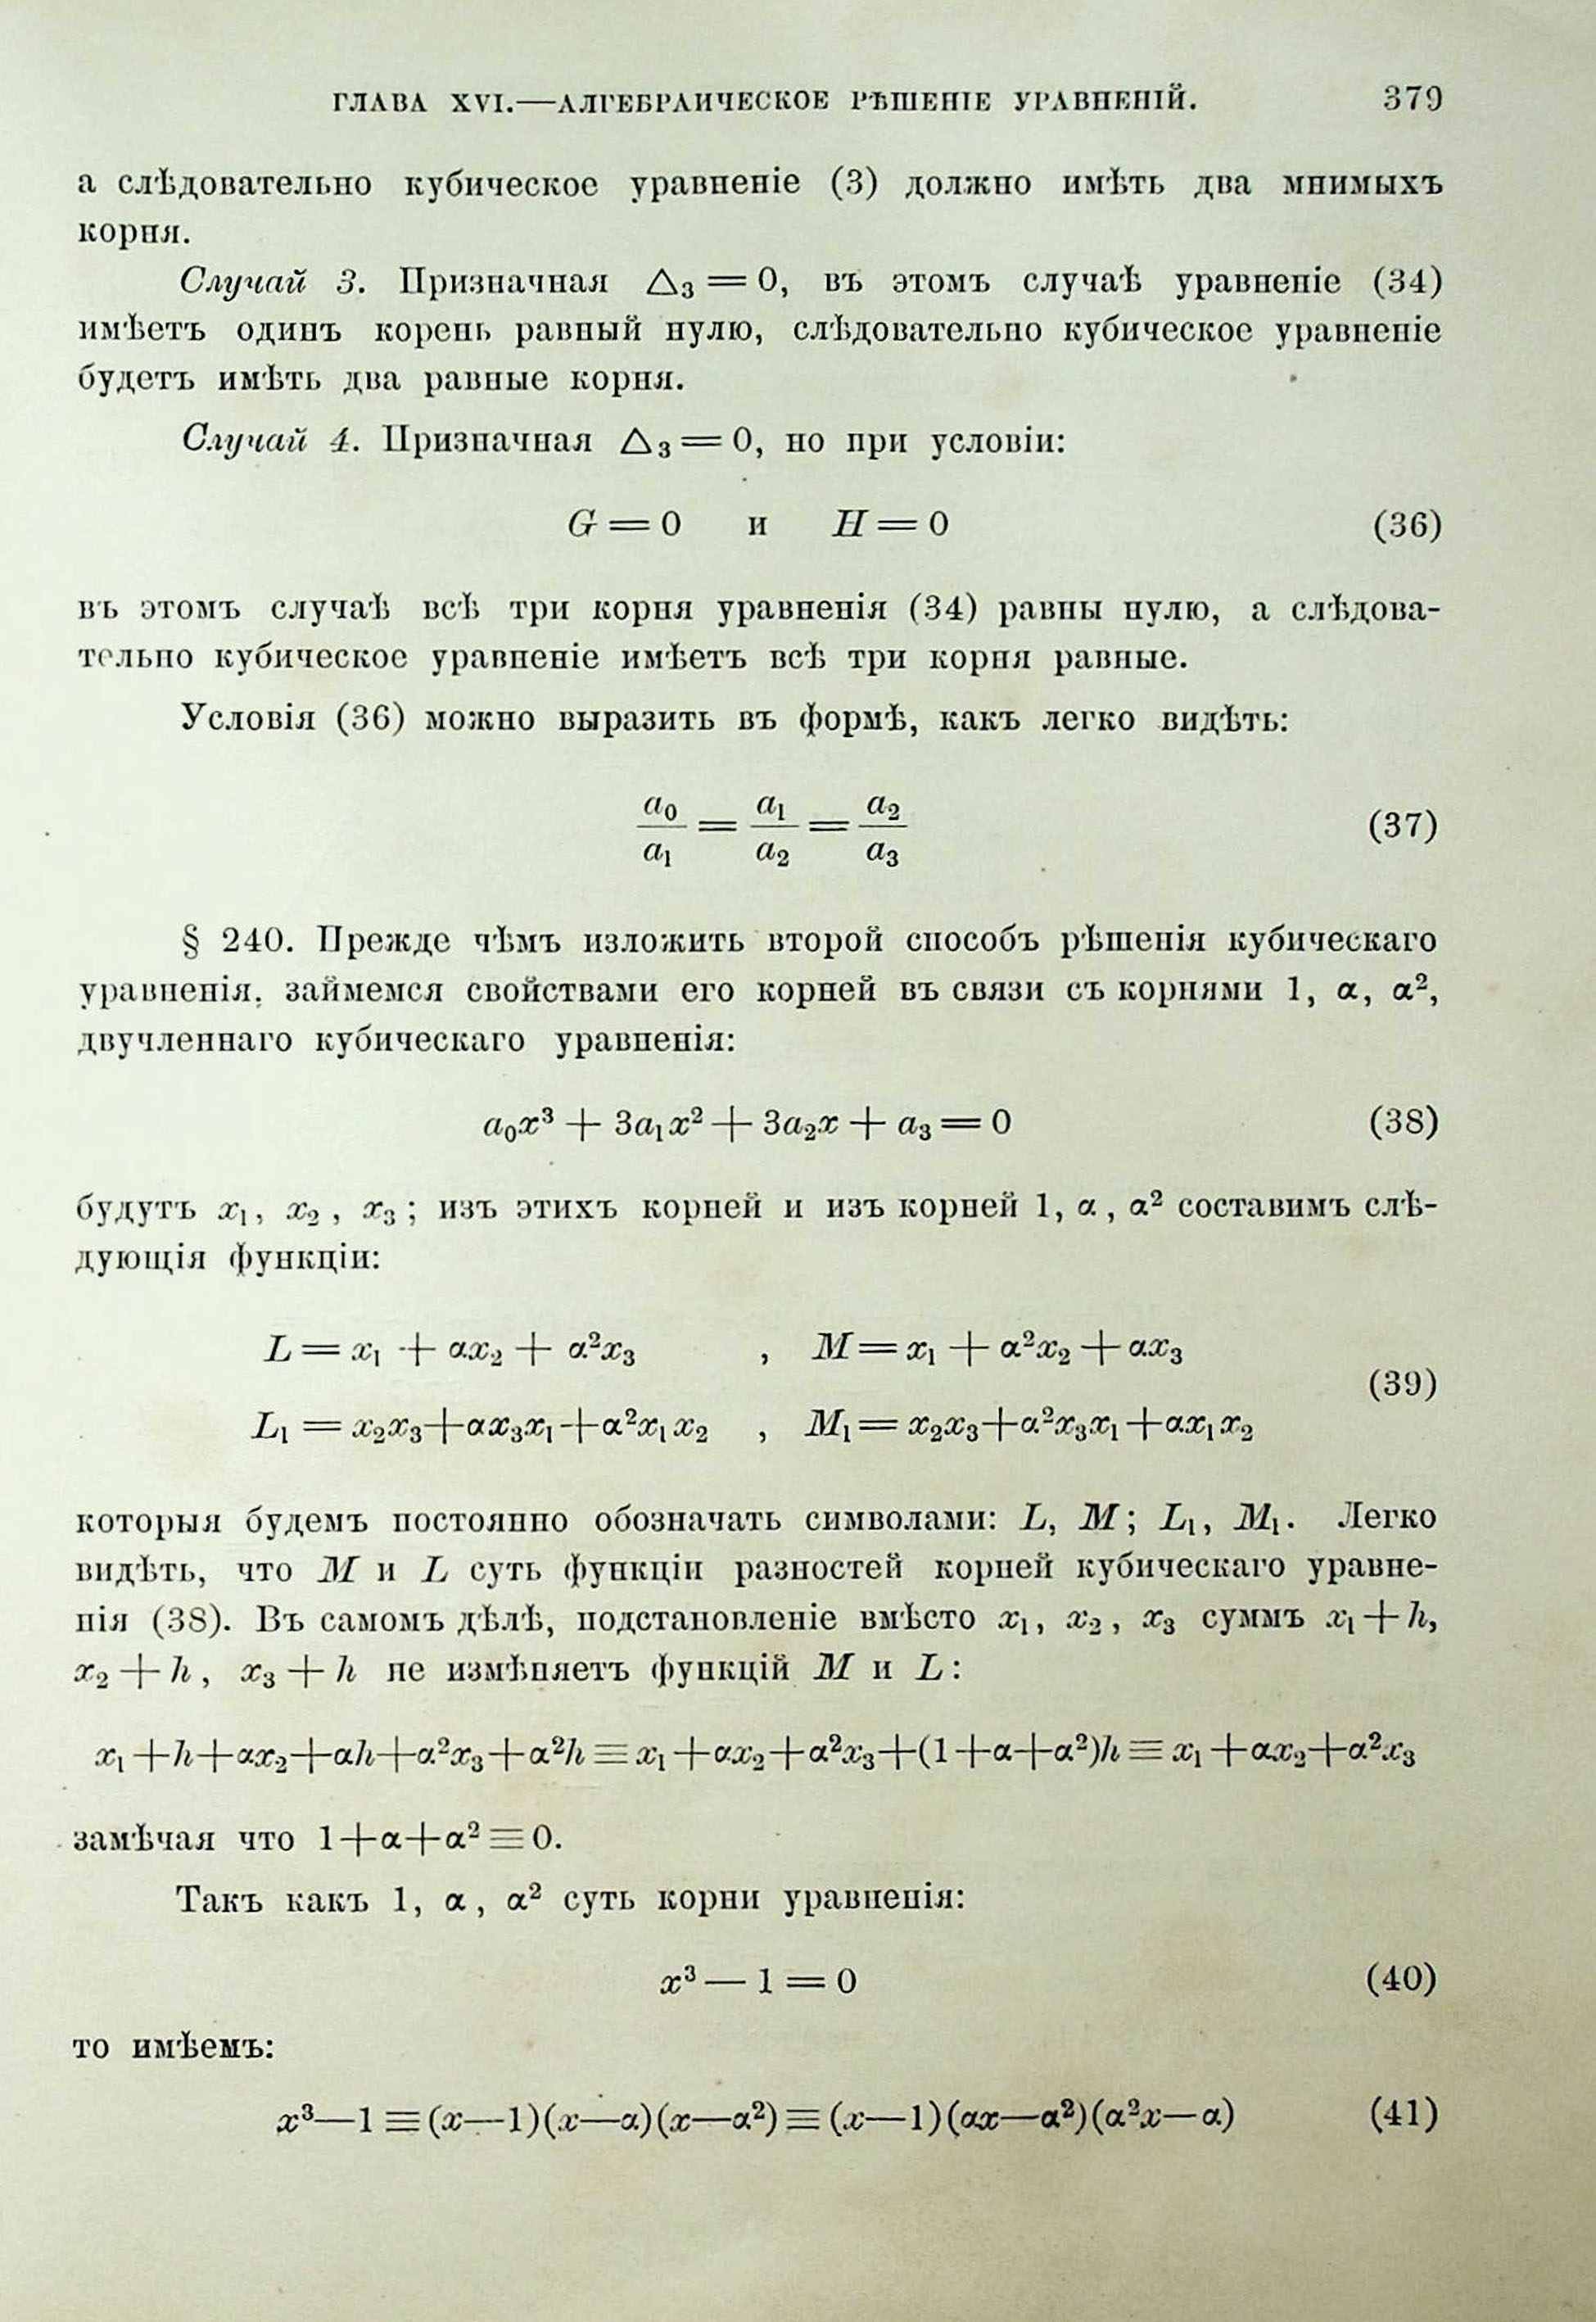 ГЛАВА XVI.—АЛГЕБРАИЧЕСКОЕ РѢШЕНІЕ УРАВНЕНІЙ. 379
а слѣдовательно кубическое уравненіе (3) должно имѣть два мнимыхъ
корня.
Случай 3. Призначная △₃ = 0, въ этомъ случаѣ уравненіе (34)
имѣетъ одинъ корень равный нулю, слѣдовательно кубическое уравненіе
будетъ имѣть два равные корня.
Случай 4. Призначная △₃ = 0, но при условіи:
G = 0 и H = 0 (36)
въ этомъ случаѣ всѣ три корня уравненія (34) равны нулю, а слѣдова-
тельно кубическое уравненіе имѣетъ всѣ три корня равные.
Условія (36) можно выразить въ формѣ, какъ легко видѣть:
a₀/a₁ = a₁/a₂ = a₂/a₃ (37)
§ 240. Прежде чѣмъ изложить второй способъ рѣшенія кубическаго
уравненія, займемся свойствами его корней въ связи съ корнями 1, α, α²,
двучленнаго кубическаго уравненія:
a₀x³ + 3a₁x² + 3a₂x + a₃ = 0 (38)
будутъ x₁, x₂, x₃; изъ этихъ корней и изъ корней 1, α, α² составимъ слѣ-
дующія функціи:
L = x₁ + αx₂ + α²x₃ , M = x₁ + α²x₂ + αx₃
(39)
L₁ = x₂x₃+αx₃x₁+α²x₁x₂ , M₁ = x₂x₃+α²x₃x₁+αx₁x₂
которыя будемъ постоянно обозначать символами: L, M; L₁, M₁. Легко
видѣть, что M и L суть функціи разностей корней кубическаго уравне-
нія (38). Въ самомъ дѣлѣ, подстановленіе вмѣсто x₁, x₂, x₃ суммъ x₁+h,
x₂+h, x₃+h не измѣняетъ функцій M и L:
x₁+h+αx₂+αh+α²x₃+α²h ≡ x₁+αx₂+α²x₃+(1+α+α²)h ≡ x₁+αx₂+α²x₃
замѣчая что 1+α+α² ≡ 0.
Такъ какъ 1, α, α² суть корни уравненія:
x³ — 1 = 0 (40)
то имѣемъ:
x³—1 ≡ (x—1)(x—α)(x—α²) ≡ (x—1)(αx—α²)(α²x—α) (41)